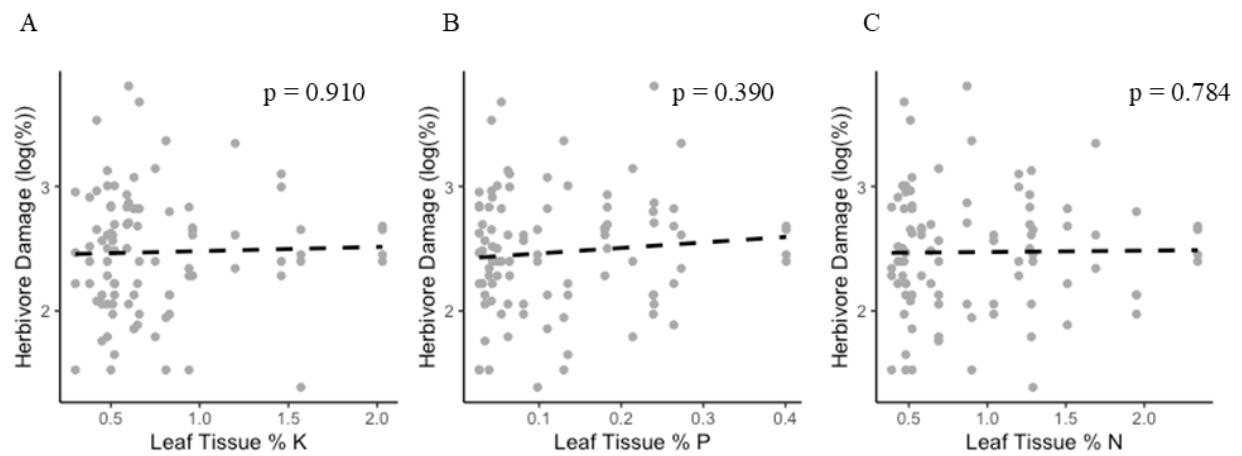 A
B
C
p = 0.910
p = 0.390
p = 0.784
Herbivore Damage (log(%))
3
2
0.5 1.0 1.5 2.0
Leaf Tissue % K
Herbivore Damage (log(%))
3
2
0.1 0.2 0.3 0.4
Leaf Tissue % P
Herbivore Damage (log(%))
3
2
0.5 1.0 1.5 2.0
Leaf Tissue % N